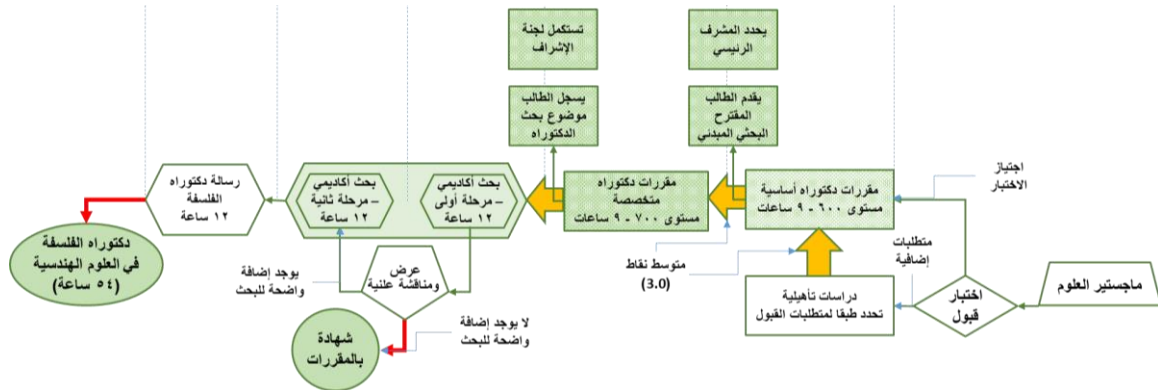 يحدد المشرف
الرئيسي
تستكمل لجنة
الإشراف
يقدم الطالب
المقترح
البحثي المبدئي
يسجل الطالب
موضوع بحث
الدكتوراه
ماجستير العلوم
اختبار
قبول
اجتياز
الاختبار
متطلبات
إضافية
دراسات تأهيلية
تحدد طبقا لمتطلبات القبول
مقررات دكتوراه أساسية
مستوى ٦٠٠ - ٩ ساعات
متوسط نقاط
(3.0)
مقررات دكتوراه
متخصصة
مستوى ٧٠٠ - ٩ ساعات
بحث أكاديمي
– مرحلة أولى
١٢ ساعة
عرض
ومناقشة علنية
يوجد إضافة
واضحة للبحث
لا يوجد إضافة
واضحة للبحث
شهادة
بالمقررات
بحث أكاديمي
– مرحلة ثانية
١٢ ساعة
رسالة دكتوراه
الفلسفة
١٢ ساعة
دكتوراه الفلسفة
في العلوم الهندسية
(٥٤ ساعة)